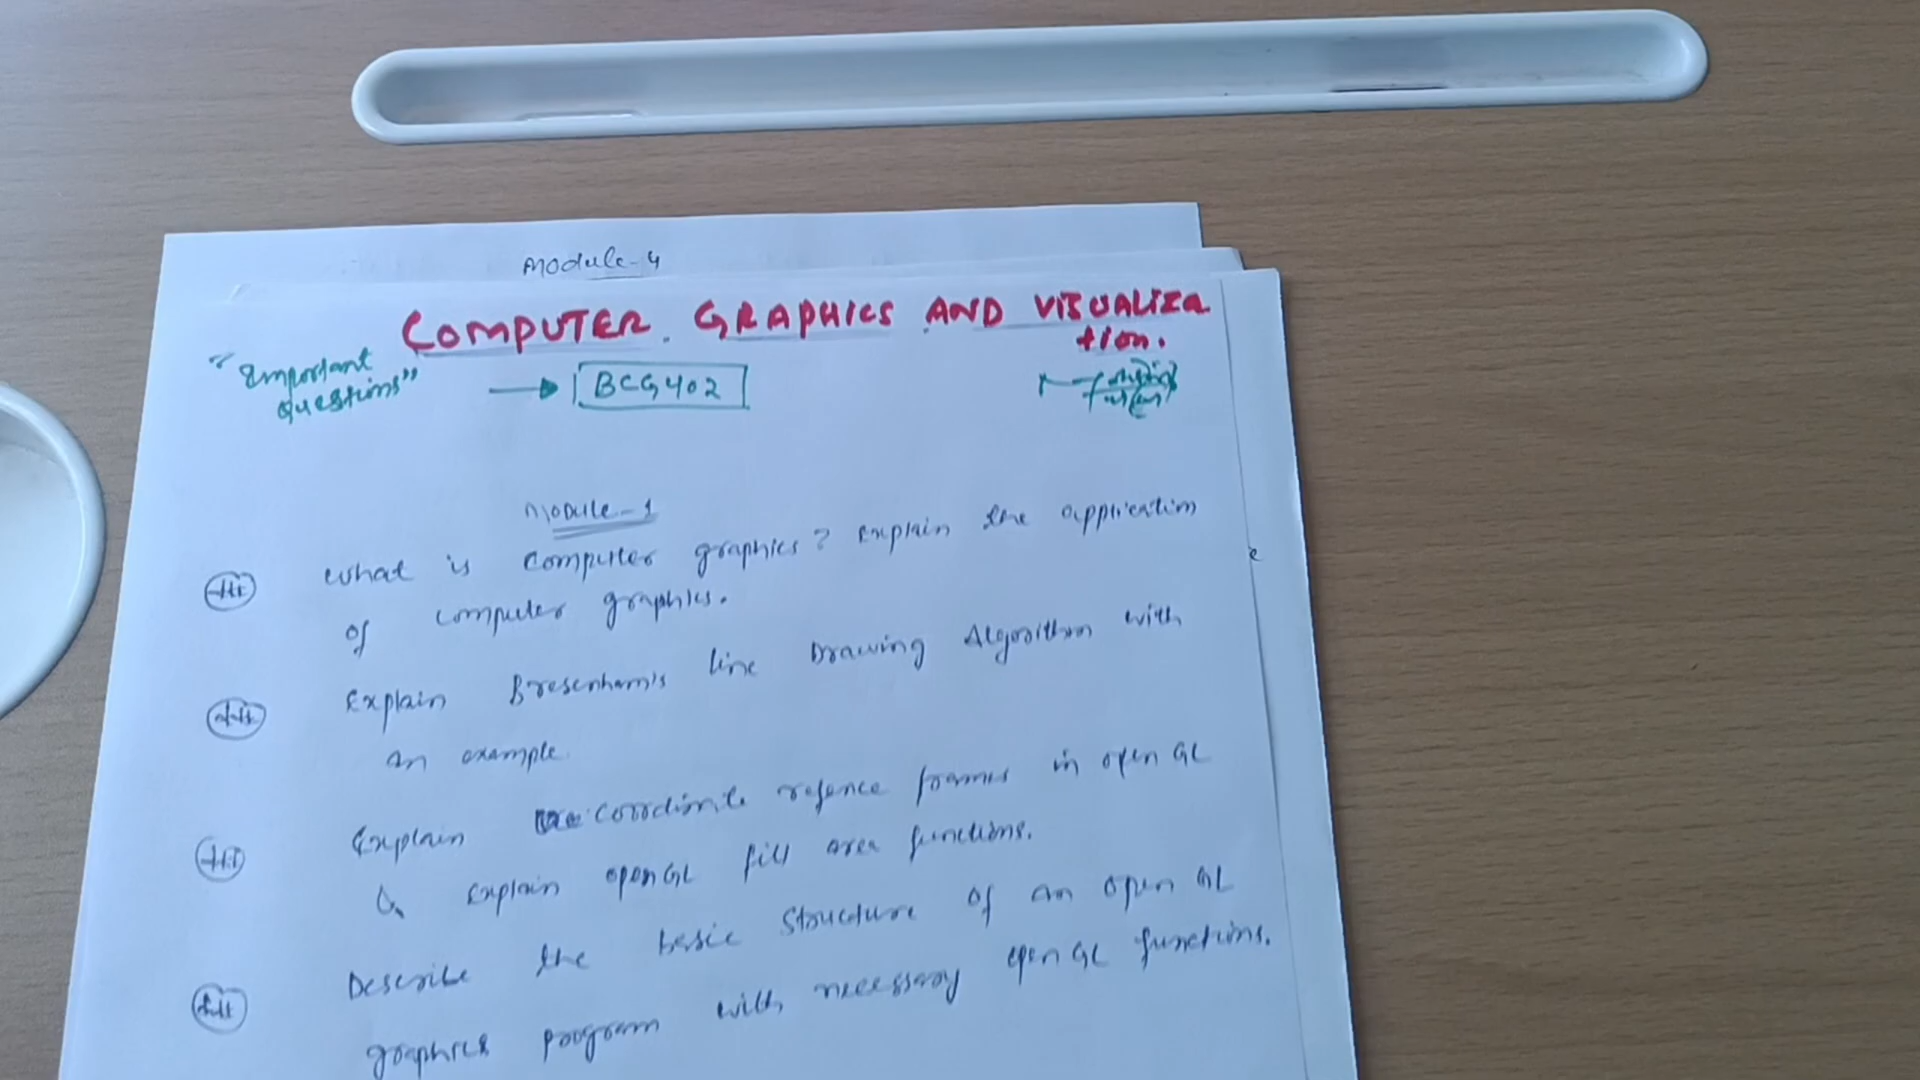 Module-4
COMPUTER GRAPHICS AND VISUALIZA
tion.
"Important
questions"
BCG402
Module-1
What is computer graphics? Explain the application
of computer graphics.
Explain Bresenham's line Drawing Algorithm with
an example.
Explain coordinate refence frames in open GL
& explain openGL fill area functions.
Describe the basic structure of an open GL
graphics program with necessary open GL functions.